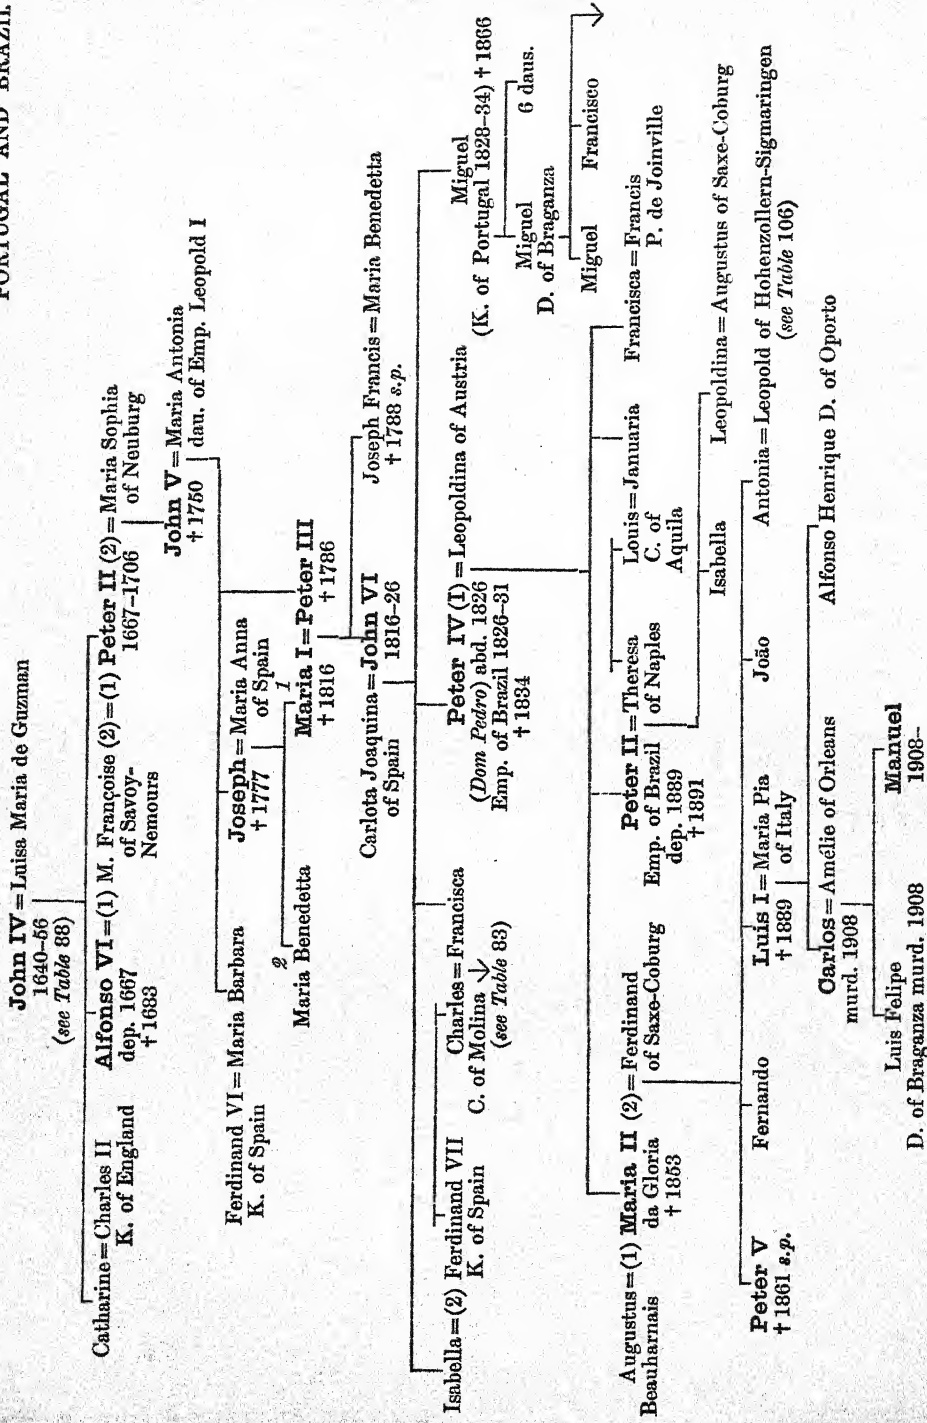 PORTUGAL AND BRAZIL
John IV = Luisa Maria de Guzman
1640–56
(see Table 88)
Catharine = Charles II
K. of England
Alfonso VI = (1) M. Françoise (2) = (1) Peter II (2) = Maria Sophia
dep. 1667
†1683
of Savoy-
Nemours
1667–1706
of Neuburg
John V = Maria Antonia
†1750
dau. of Emp. Leopold I
Ferdinand VI = Maria Barbara
K. of Spain
Joseph = Maria Anna
†1777
of Spain
2
Maria Benedetta
1
Maria I = Peter III
†1816
†1786
Carlota Joaquina = John VI
of Spain
1816–26
Joseph Francis = Maria Benedetta
†1788 s.p.
Isabella = (2) Ferdinand VII
K. of Spain
Charles = Francisca
C. of Molina
(see Table 83)
Peter IV (I) = Leopoldina of Austria
(Dom Pedro) abd. 1826
Emp. of Brazil 1826–31
†1834
Miguel
(K. of Portugal 1828–34) †1866
Miguel
D. of Braganza
6 daus.
Miguel
Francisco
Augustus = (1) Maria II (2) = Ferdinand
Beauharnais
da Gloria
†1853
of Saxe-Coburg
Peter II = Theresa
Emp. of Brazil
dep. 1889
†1891
of Naples
Louis = Januaria
C. of
Aquila
Francisca = Francis
P. de Joinville
Isabella
Leopoldina = Augustus of Saxe-Coburg
Peter V
†1861 s.p.
Fernando
Luis I = Maria Pia
†1889
of Italy
João
Antonia = Leopold of Hohenzollern-Sigmaringen
(see Table 106)
Carlos = Amélie of Orleans
murd. 1908
Alfonso Henrique D. of Oporto
Luis Felipe
D. of Braganza murd. 1908
Manuel
1908–